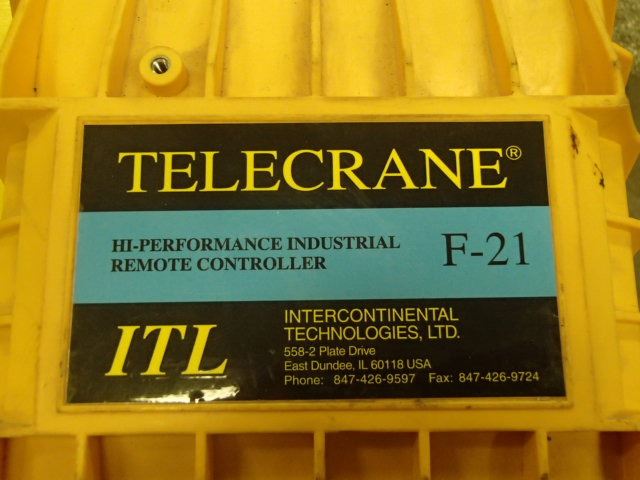 TELECRANE®
HI-PERFORMANCE INDUSTRIAL
REMOTE CONTROLLER
F-21
ITL
INTERCONTINENTAL
TECHNOLOGIES, LTD.
558-2 Plate Drive
East Dundee, IL 60118 USA
Phone: 847-426-9597 Fax: 847-426-9724